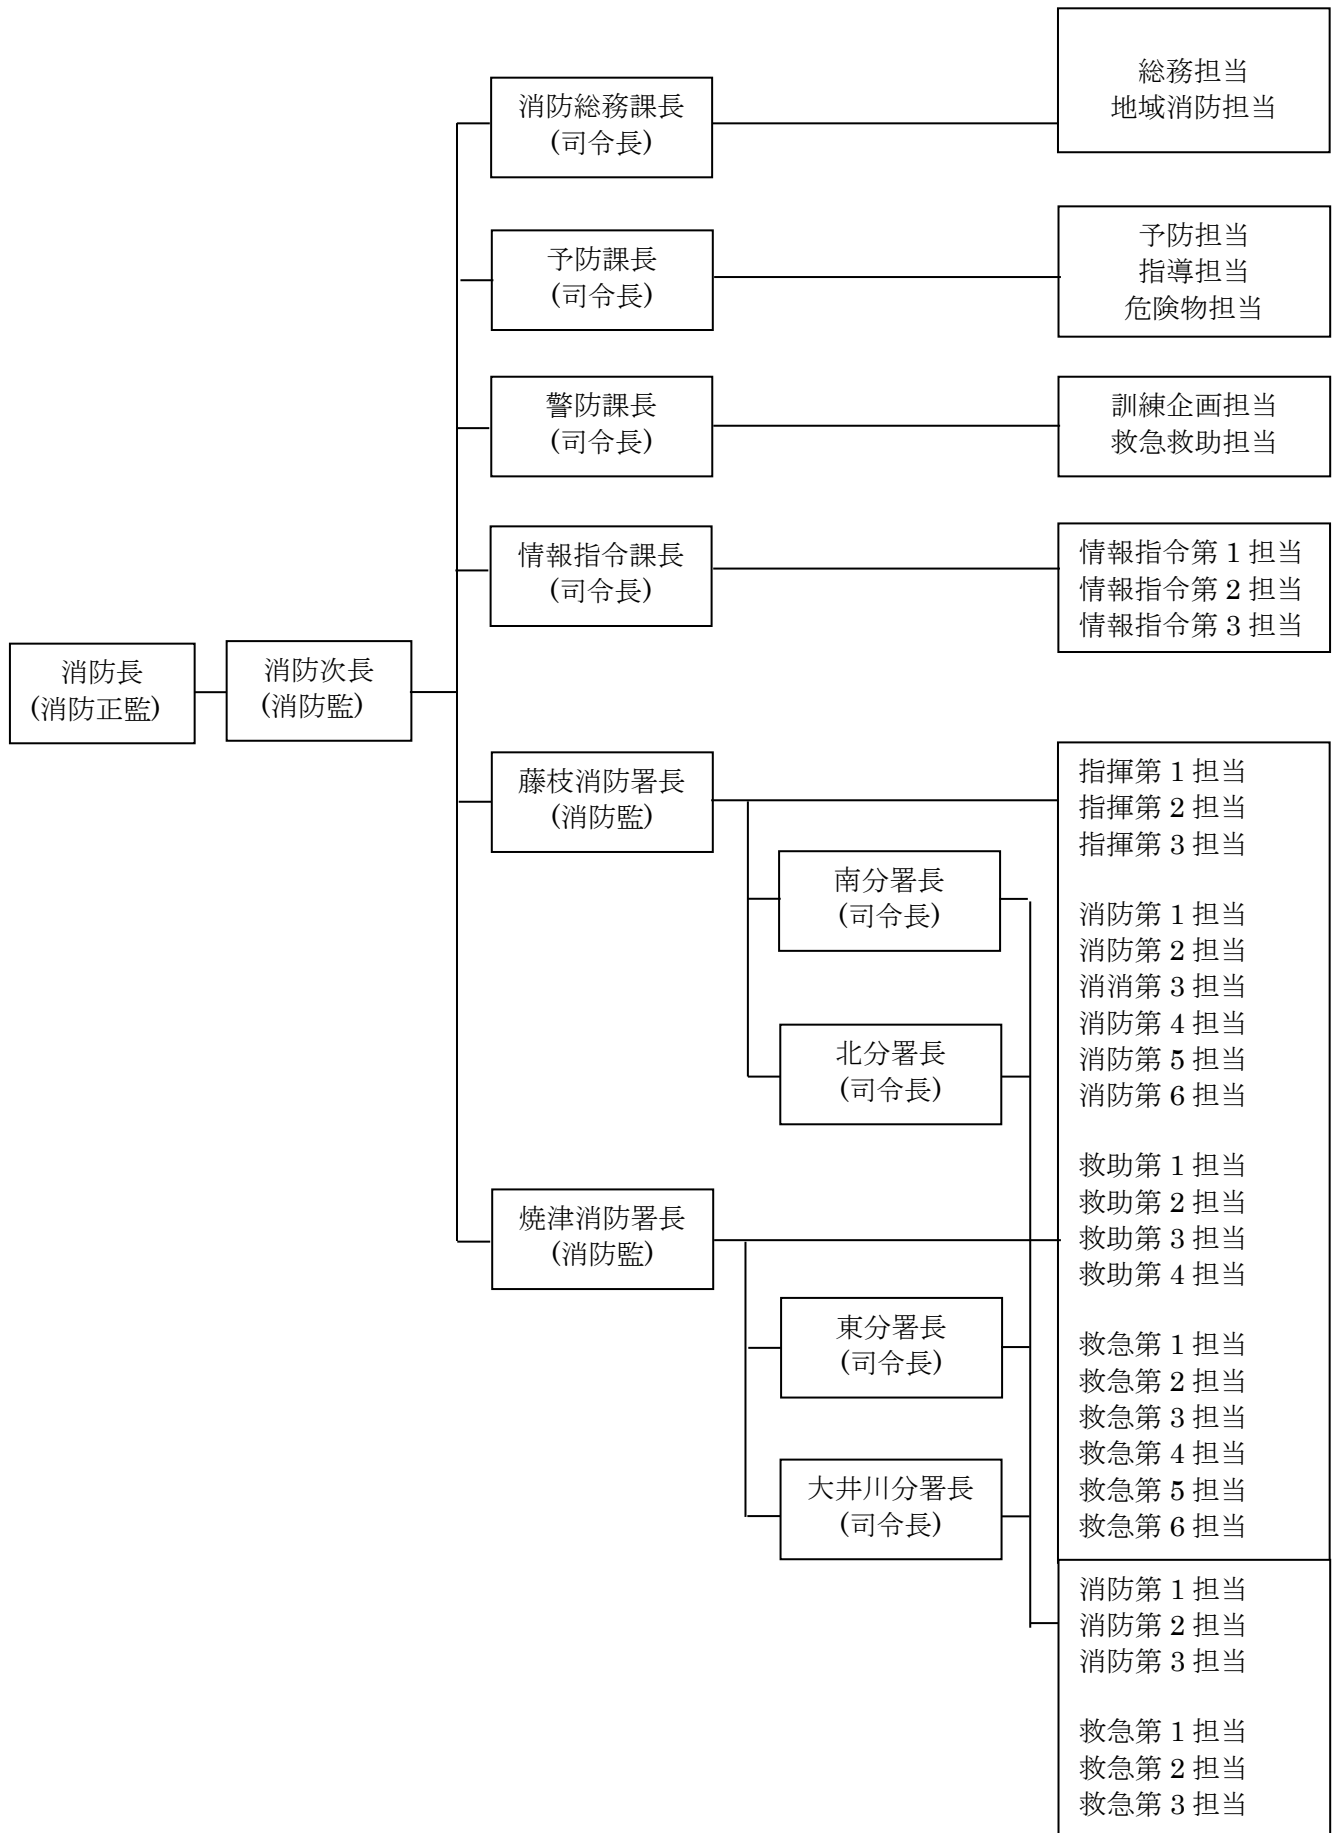 消防長
(消防正監)
消防次長
(消防監)
消防総務課長
(司令長)
総務担当
地域消防担当
予防課長
(司令長)
予防担当
指導担当
危険物担当
警防課長
(司令長)
訓練企画担当
救急救助担当
情報指令課長
(司令長)
情報指令第 1 担当
情報指令第 2 担当
情報指令第 3 担当
藤枝消防署長
(消防監)
南分署長
(司令長)
北分署長
(司令長)
焼津消防署長
(消防監)
東分署長
(司令長)
大井川分署長
(司令長)
指揮第 1 担当
指揮第 2 担当
指揮第 3 担当
消防第 1 担当
消防第 2 担当
消消第 3 担当
消防第 4 担当
消防第 5 担当
消防第 6 担当
救助第 1 担当
救助第 2 担当
救助第 3 担当
救助第 4 担当
救急第 1 担当
救急第 2 担当
救急第 3 担当
救急第 4 担当
救急第 5 担当
救急第 6 担当
消防第 1 担当
消防第 2 担当
消防第 3 担当
救急第 1 担当
救急第 2 担当
救急第 3 担当